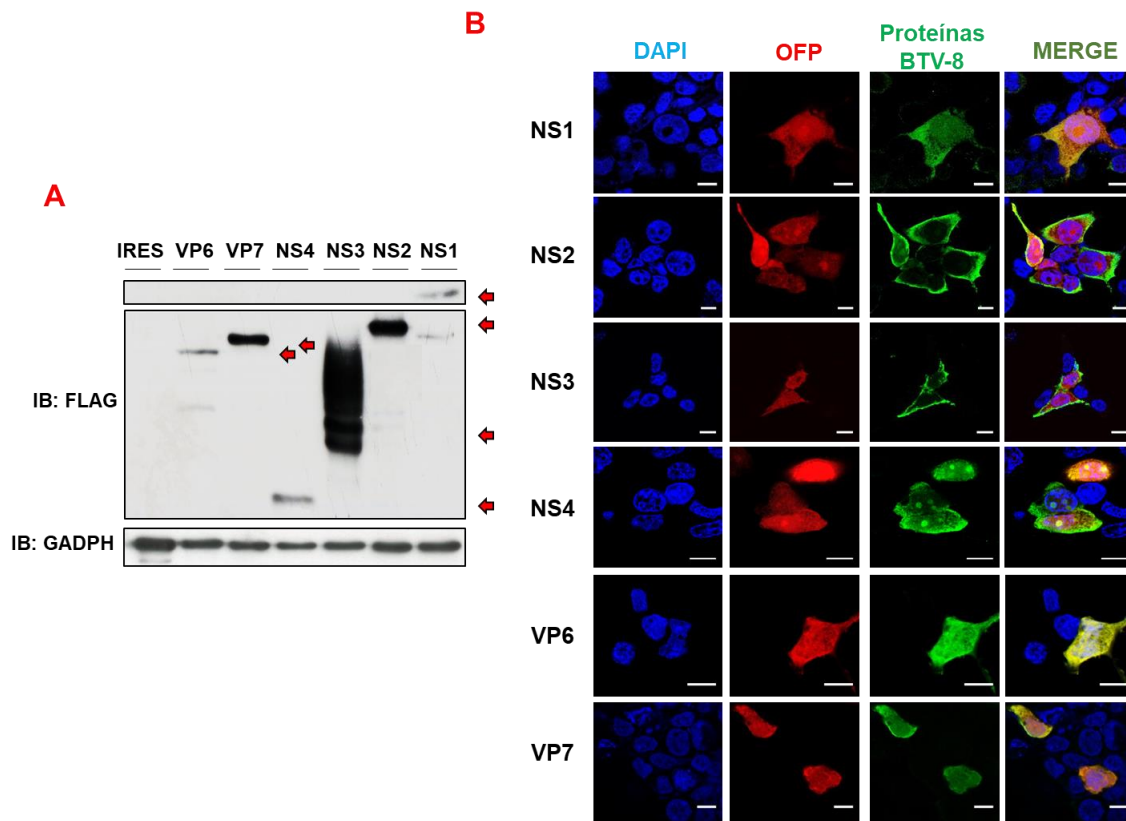 A
IRES VP6 VP7 NS4 NS3 NS2 NS1
IB: FLAG
IB: GADPH
B
DAPI OFP Proteínas BTV-8 MERGE
NS1
NS2
NS3
NS4
VP6
VP7